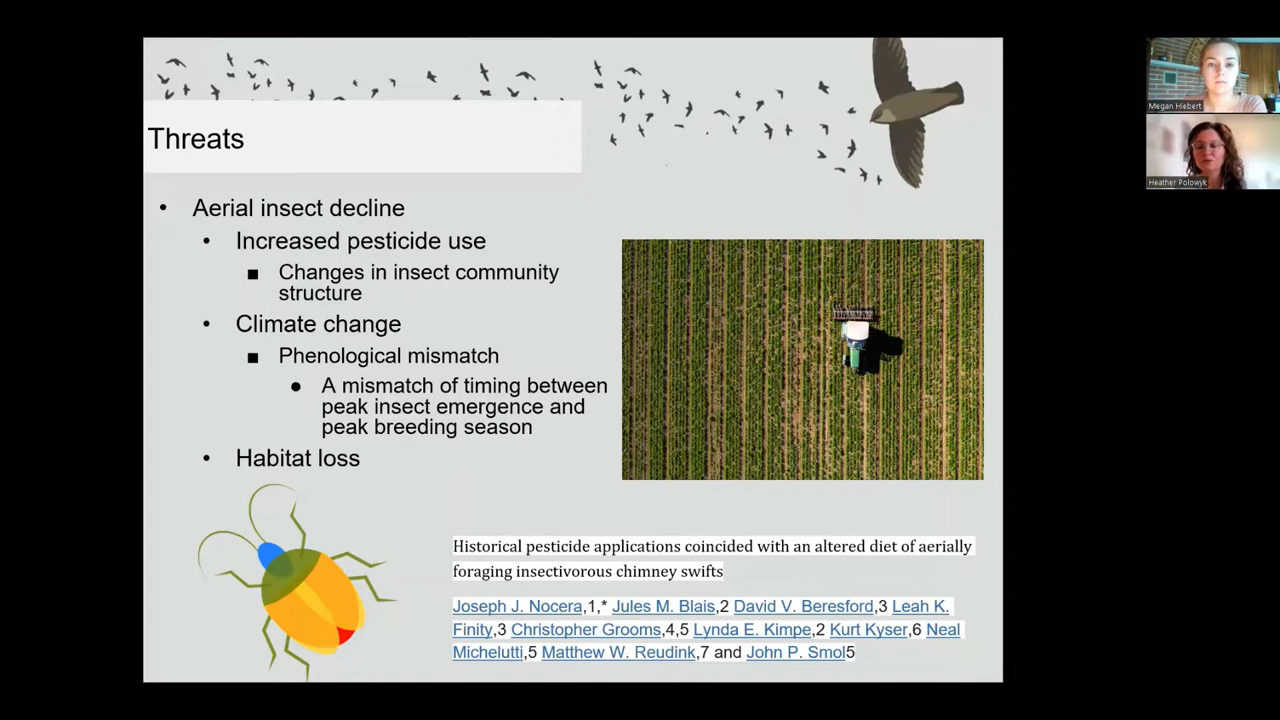 Threats
• Aerial insect decline
• Increased pesticide use
■ Changes in insect community
structure
• Climate change
■ Phenological mismatch
● A mismatch of timing between
peak insect emergence and
peak breeding season
• Habitat loss
Historical pesticide applications coincided with an altered diet of aerially
foraging insectivorous chimney swifts
Joseph J. Nocera,1,* Jules M. Blais,2 David V. Beresford,3 Leah K.
Finity,3 Christopher Grooms,4,5 Lynda E. Kimpe,2 Kurt Kyser,6 Neal
Michelutti,5 Matthew W. Reudink,7 and John P. Smol5
Megan Hiebert
Heather Polowyk